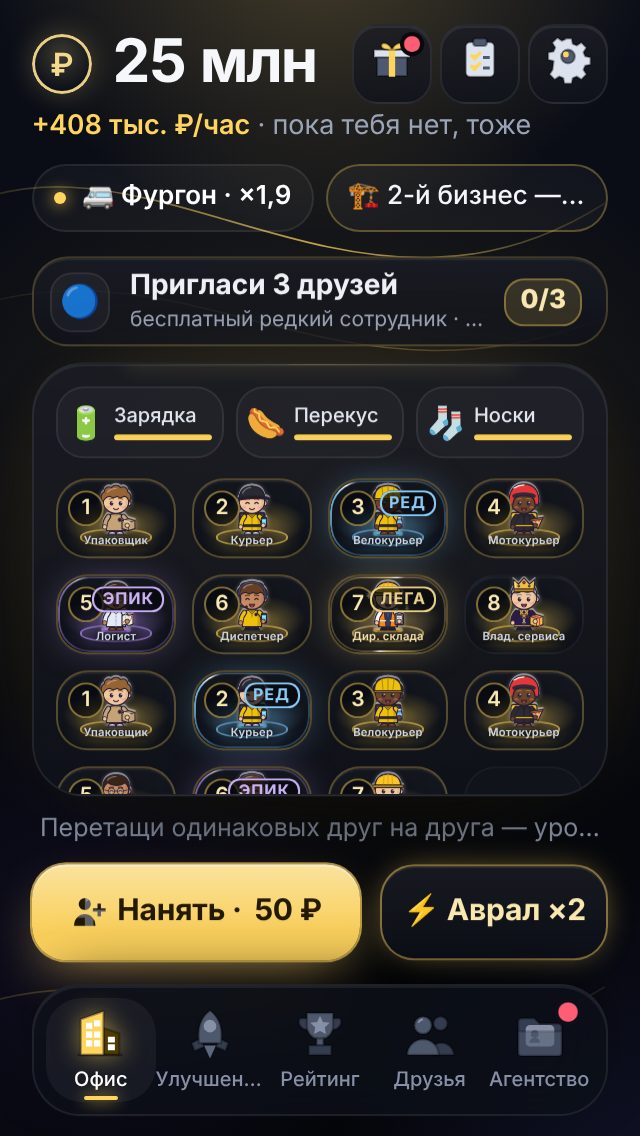 ₽ 25 млн
+408 тыс. ₽/час · пока тебя нет, тоже
Фургон · ×1,9
2-й бизнес —...
Пригласи 3 друзей
бесплатный редкий сотрудник · ...
0/3
Зарядка
Перекус
Носки
1 Упаковщик
2 Курьер
3 РЕД Велокурьер
4 Мотокурьер
5 ЭПИК Логист
6 Диспетчер
7 ЛЕГА Дир. склада
8 Влад. сервиса
1 Упаковщик
2 РЕД Курьер
3 Велокурьер
4 Мотокурьер
5
6 ЭПИК
7
Перетащи одинаковых друг на друга — уро...
Нанять · 50 ₽
Аврал ×2
Офис
Улучшен...
Рейтинг
Друзья
Агентство